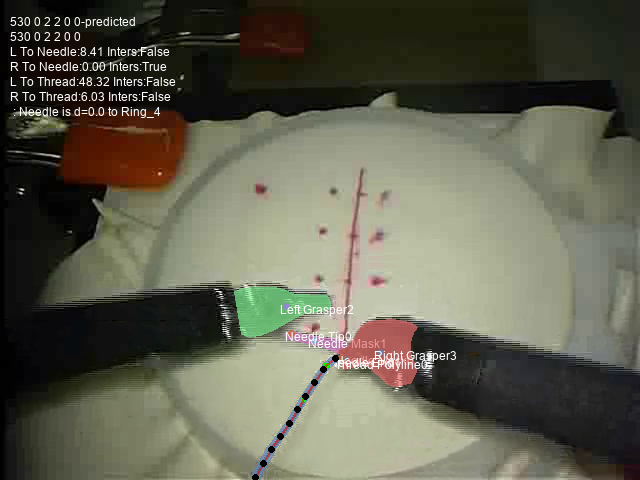 530 0 2 2 0 0-predicted
530 0 2 2 0 0
L To Needle:8.41 Inters:False
R To Needle:0.00 Inters:True
L To Thread:48.32 Inters:False
R To Thread:6.03 Inters:False
: Needle is d=0.0 to Ring_4
Left Grasper2
Needle Tip0
Needle Mask1
Right Grasper3
Thread Polyline0